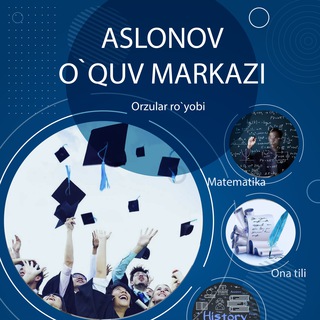 ASLONOV
O`QUV MARKAZI
Orzular ro`yobi
Matematika
Ona tili
History